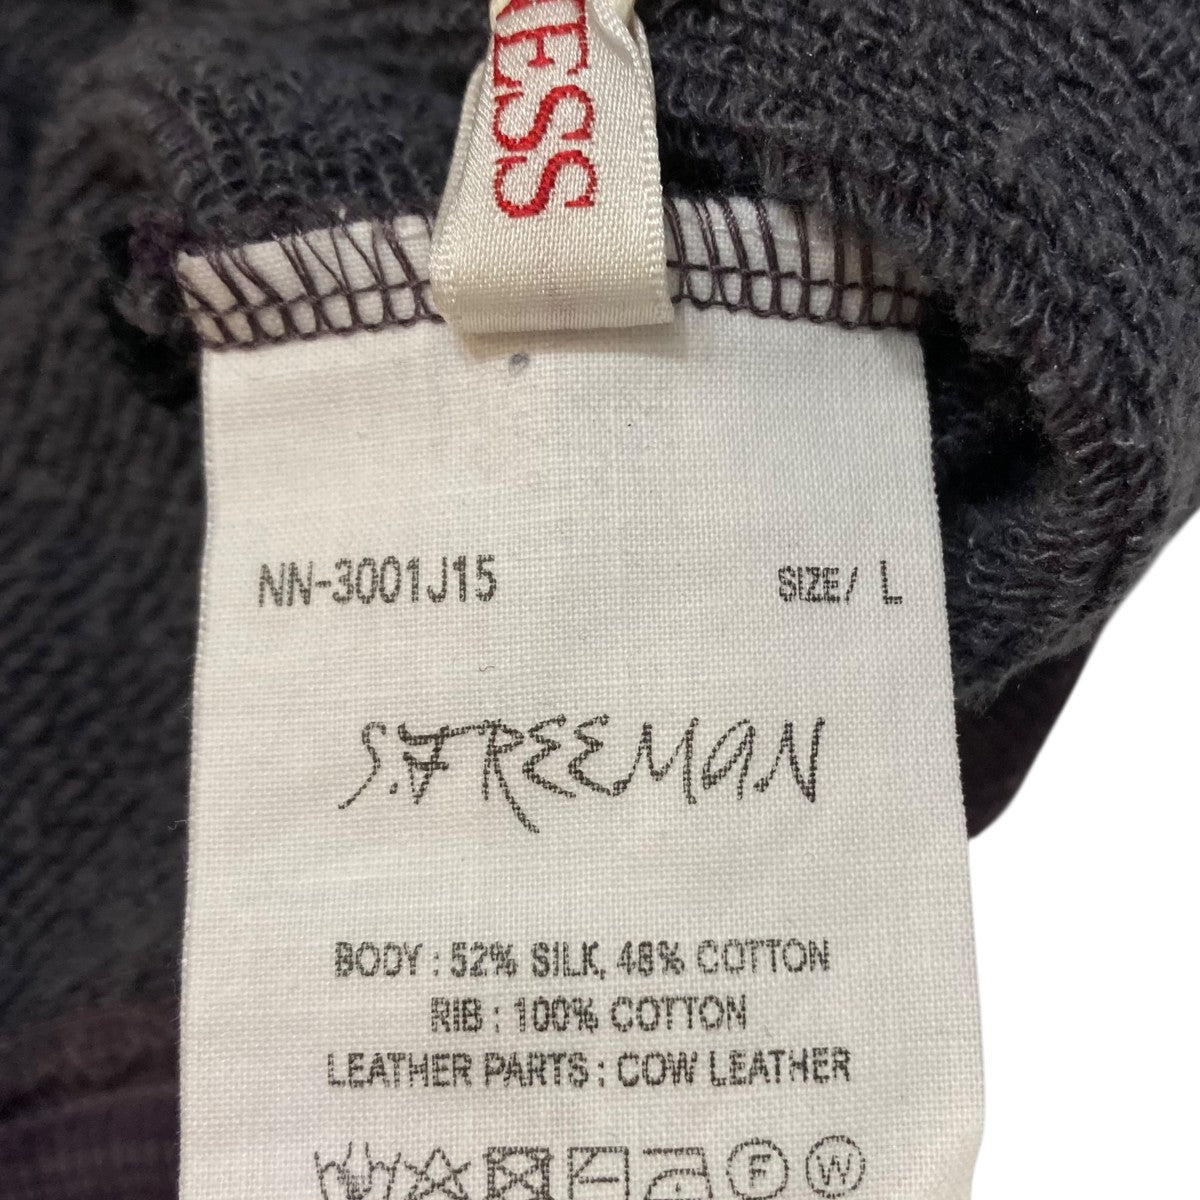 ESS
NN-3001J15 SIZE/ L
S.FREEMAN
BODY : 52% SILK, 48% COTTON
RIB : 100% COTTON
LEATHER PARTS : COW LEATHER
F W